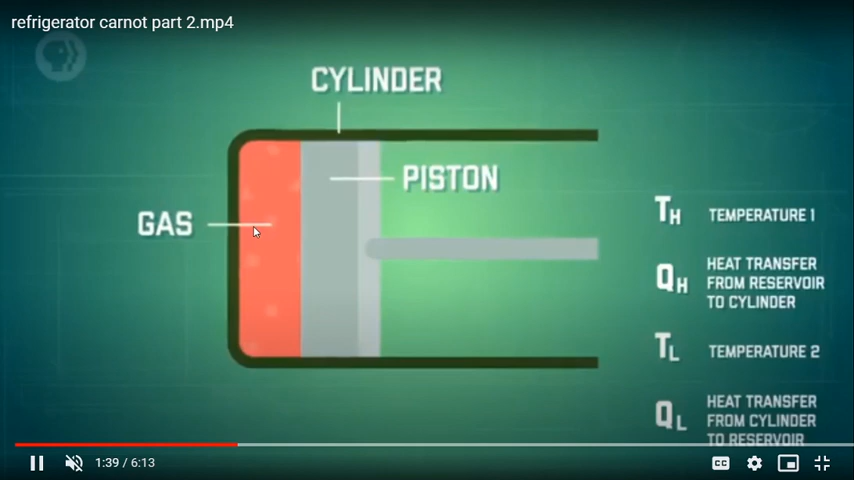 refrigerator carnot part 2.mp4
CYLINDER
PISTON
GAS
TH TEMPERATURE 1
QH HEAT TRANSFER
FROM RESERVOIR
TO CYLINDER
TL TEMPERATURE 2
QL HEAT TRANSFER
FROM CYLINDER
TO RESERVOIR
1:39 / 6:13
CC